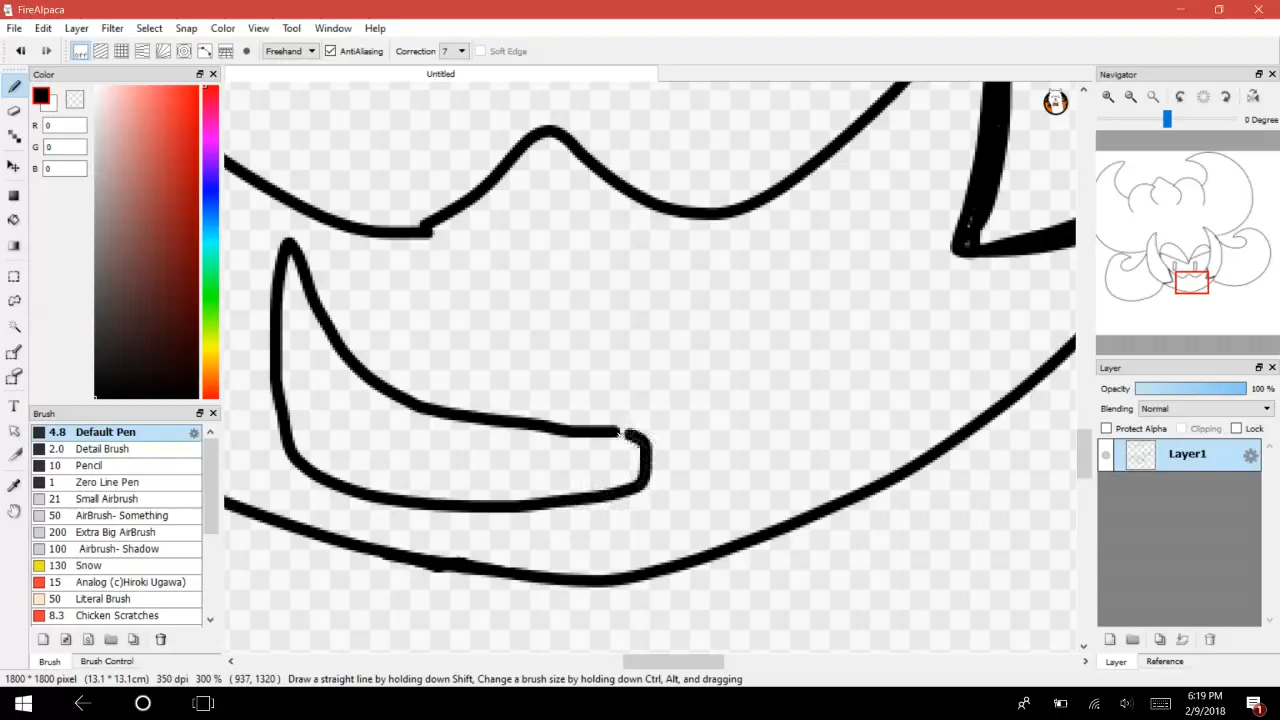 FireAlpaca
File Edit Layer Filter Select Snap Color View Tool Window Help
off Freehand AntiAliasing Correction 7 Soft Edge
Color
Untitled
Navigator
R 0
G 0
B 0
0 Degree
Brush
4.8 Default Pen
2.0 Detail Brush
10 Pencil
1 Zero Line Pen
21 Small Airbrush
50 AirBrush- Something
200 Extra Big AirBrush
100 Airbrush- Shadow
130 Snow
15 Analog (c)Hiroki Ugawa)
50 Literal Brush
8.3 Chicken Scratches
Brush Brush Control
Layer
Opacity 100 %
Blending Normal
Protect Alpha Clipping Lock
Layer1
Layer Reference
1800 * 1800 pixel (13.1 * 13.1cm) 350 dpi 300 % ( 937, 1320 ) Draw a straight line by holding down Shift, Change a brush size by holding down Ctrl, Alt, and dragging
6:19 PM
2/9/2018
1